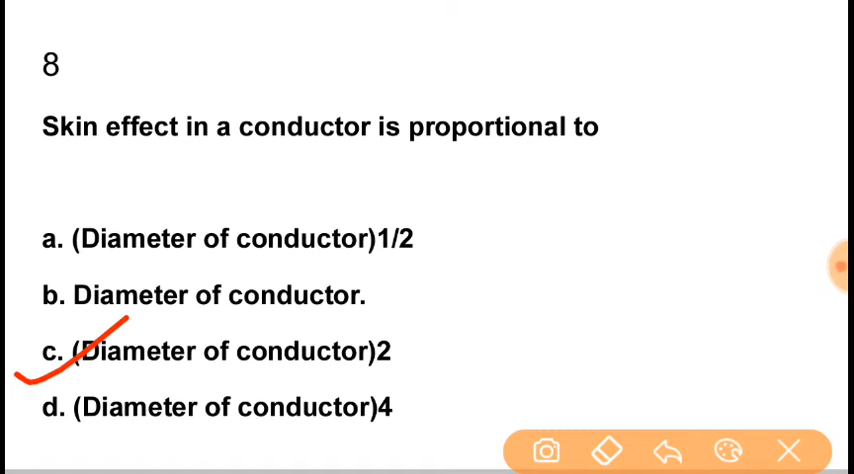 8
Skin effect in a conductor is proportional to
a. (Diameter of conductor)1/2
b. Diameter of conductor.
c. (Diameter of conductor)2
d. (Diameter of conductor)4